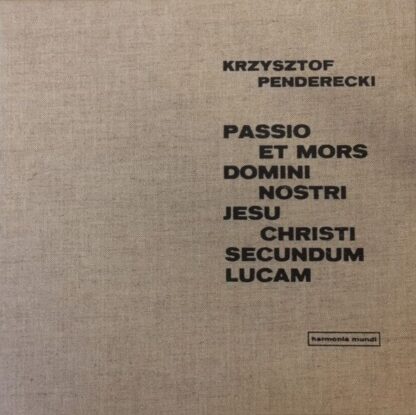 KRZYSZTOF
PENDERECKI
PASSIO
ET MORS
DOMINI
NOSTRI
JESU
CHRISTI
SECUNDUM
LUCAM
harmonia mundi